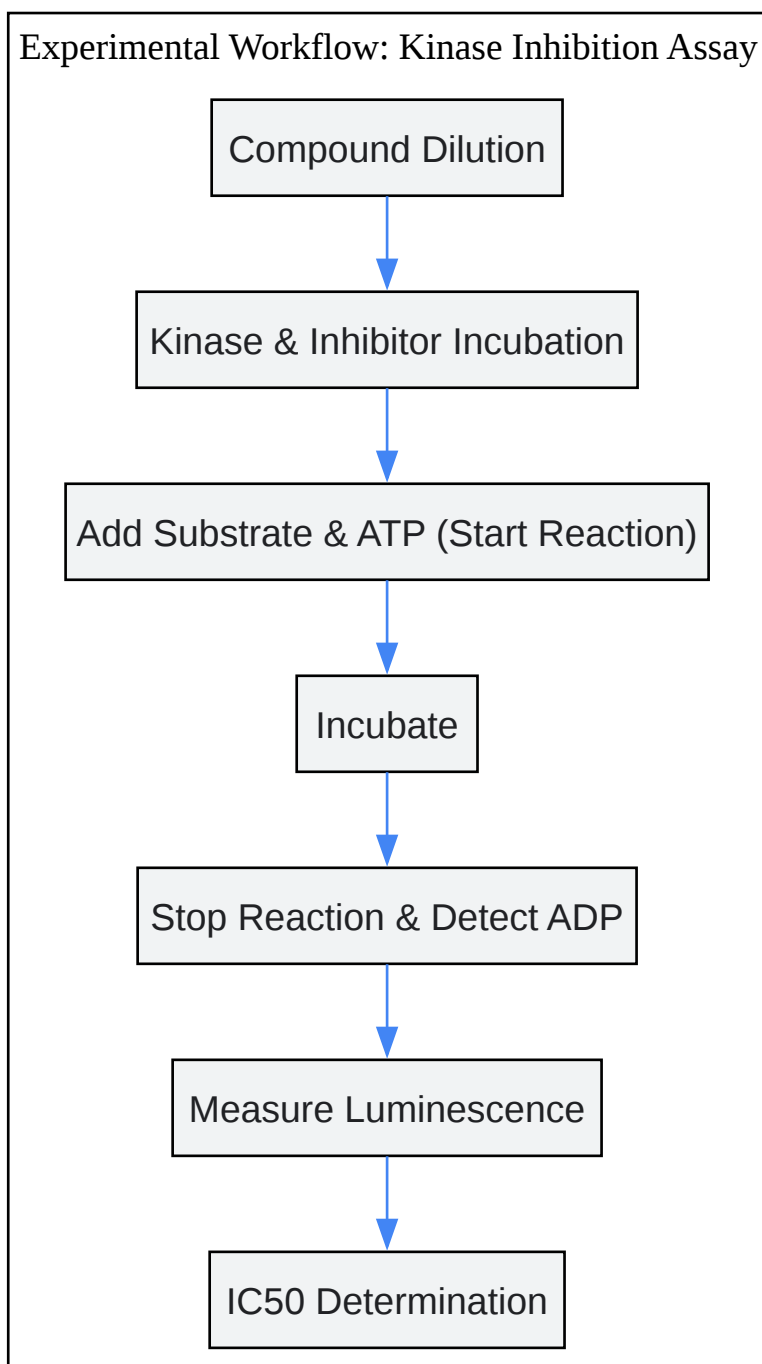 Experimental Workflow: Kinase Inhibition Assay
Compound Dilution
Kinase & Inhibitor Incubation
Add Substrate & ATP (Start Reaction)
Incubate
Stop Reaction & Detect ADP
Measure Luminescence
IC50 Determination